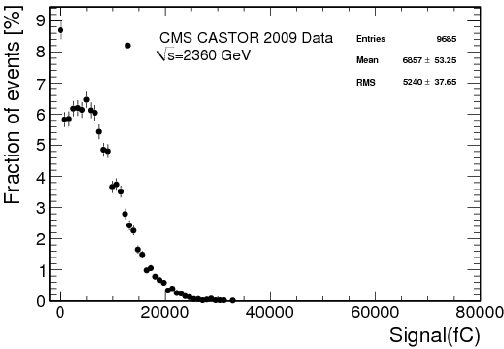 Fraction of events [%]
9
8
7
6
5
4
3
2
1
0
CMS CASTOR 2009 Data
√s=2360 GeV
Entries 9685
Mean 6857 ± 53.25
RMS 5240 ± 37.65
0 20000 40000 60000 80000
Signal(fC)